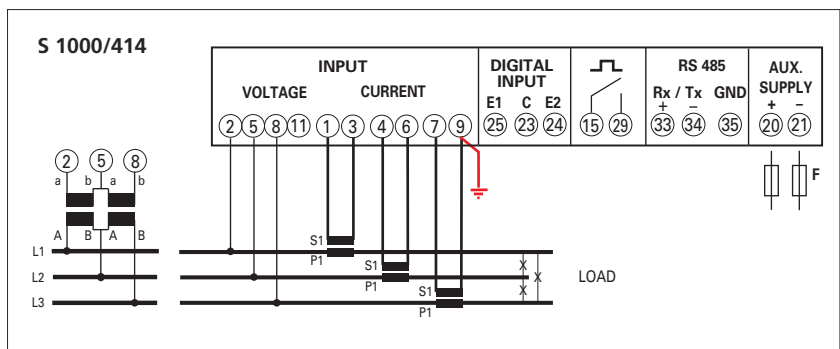 S 1000/414
INPUT
VOLTAGE CURRENT
2 5 8 11 1 3 4 6 7 9
DIGITAL
INPUT
E1 C E2
25 23 24
15 29
RS 485
Rx / Tx GND
+ −
33 34 35
AUX.
SUPPLY
+ −
20 21
F
2 5 8
a b a b
A B A B
L1
L2
L3
S1
P1
S1
P1
S1
P1
X
X
X
LOAD